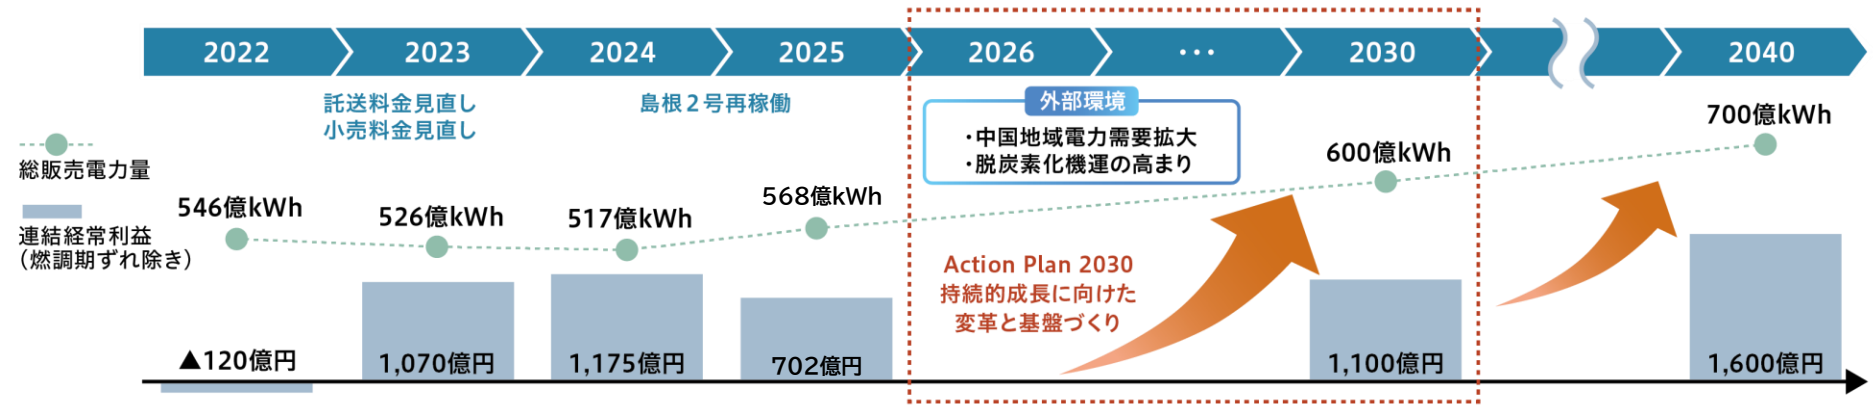 2022
2023
2024
2025
2026
・・・
2030
2040
託送料金見直し
小売料金見直し
島根2号再稼働
外部環境
・中国地域電力需要拡大
・脱炭素化機運の高まり
総販売電力量
連結経常利益
（燃調期ずれ除き）
546億kWh
526億kWh
517億kWh
568億kWh
600億kWh
700億kWh
Action Plan 2030
持続的成長に向けた
変革と基盤づくり
▲120億円
1,070億円
1,175億円
702億円
1,100億円
1,600億円